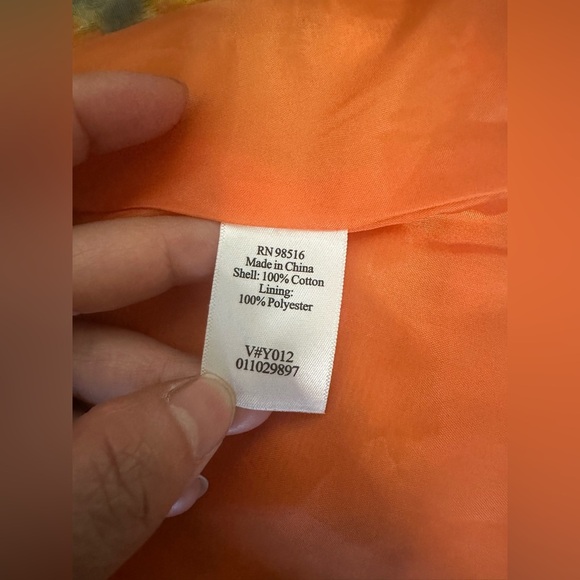 RN 98516
Made in China
Shell: 100% Cotton
Lining:
100% Polyester
V#Y012
011029897